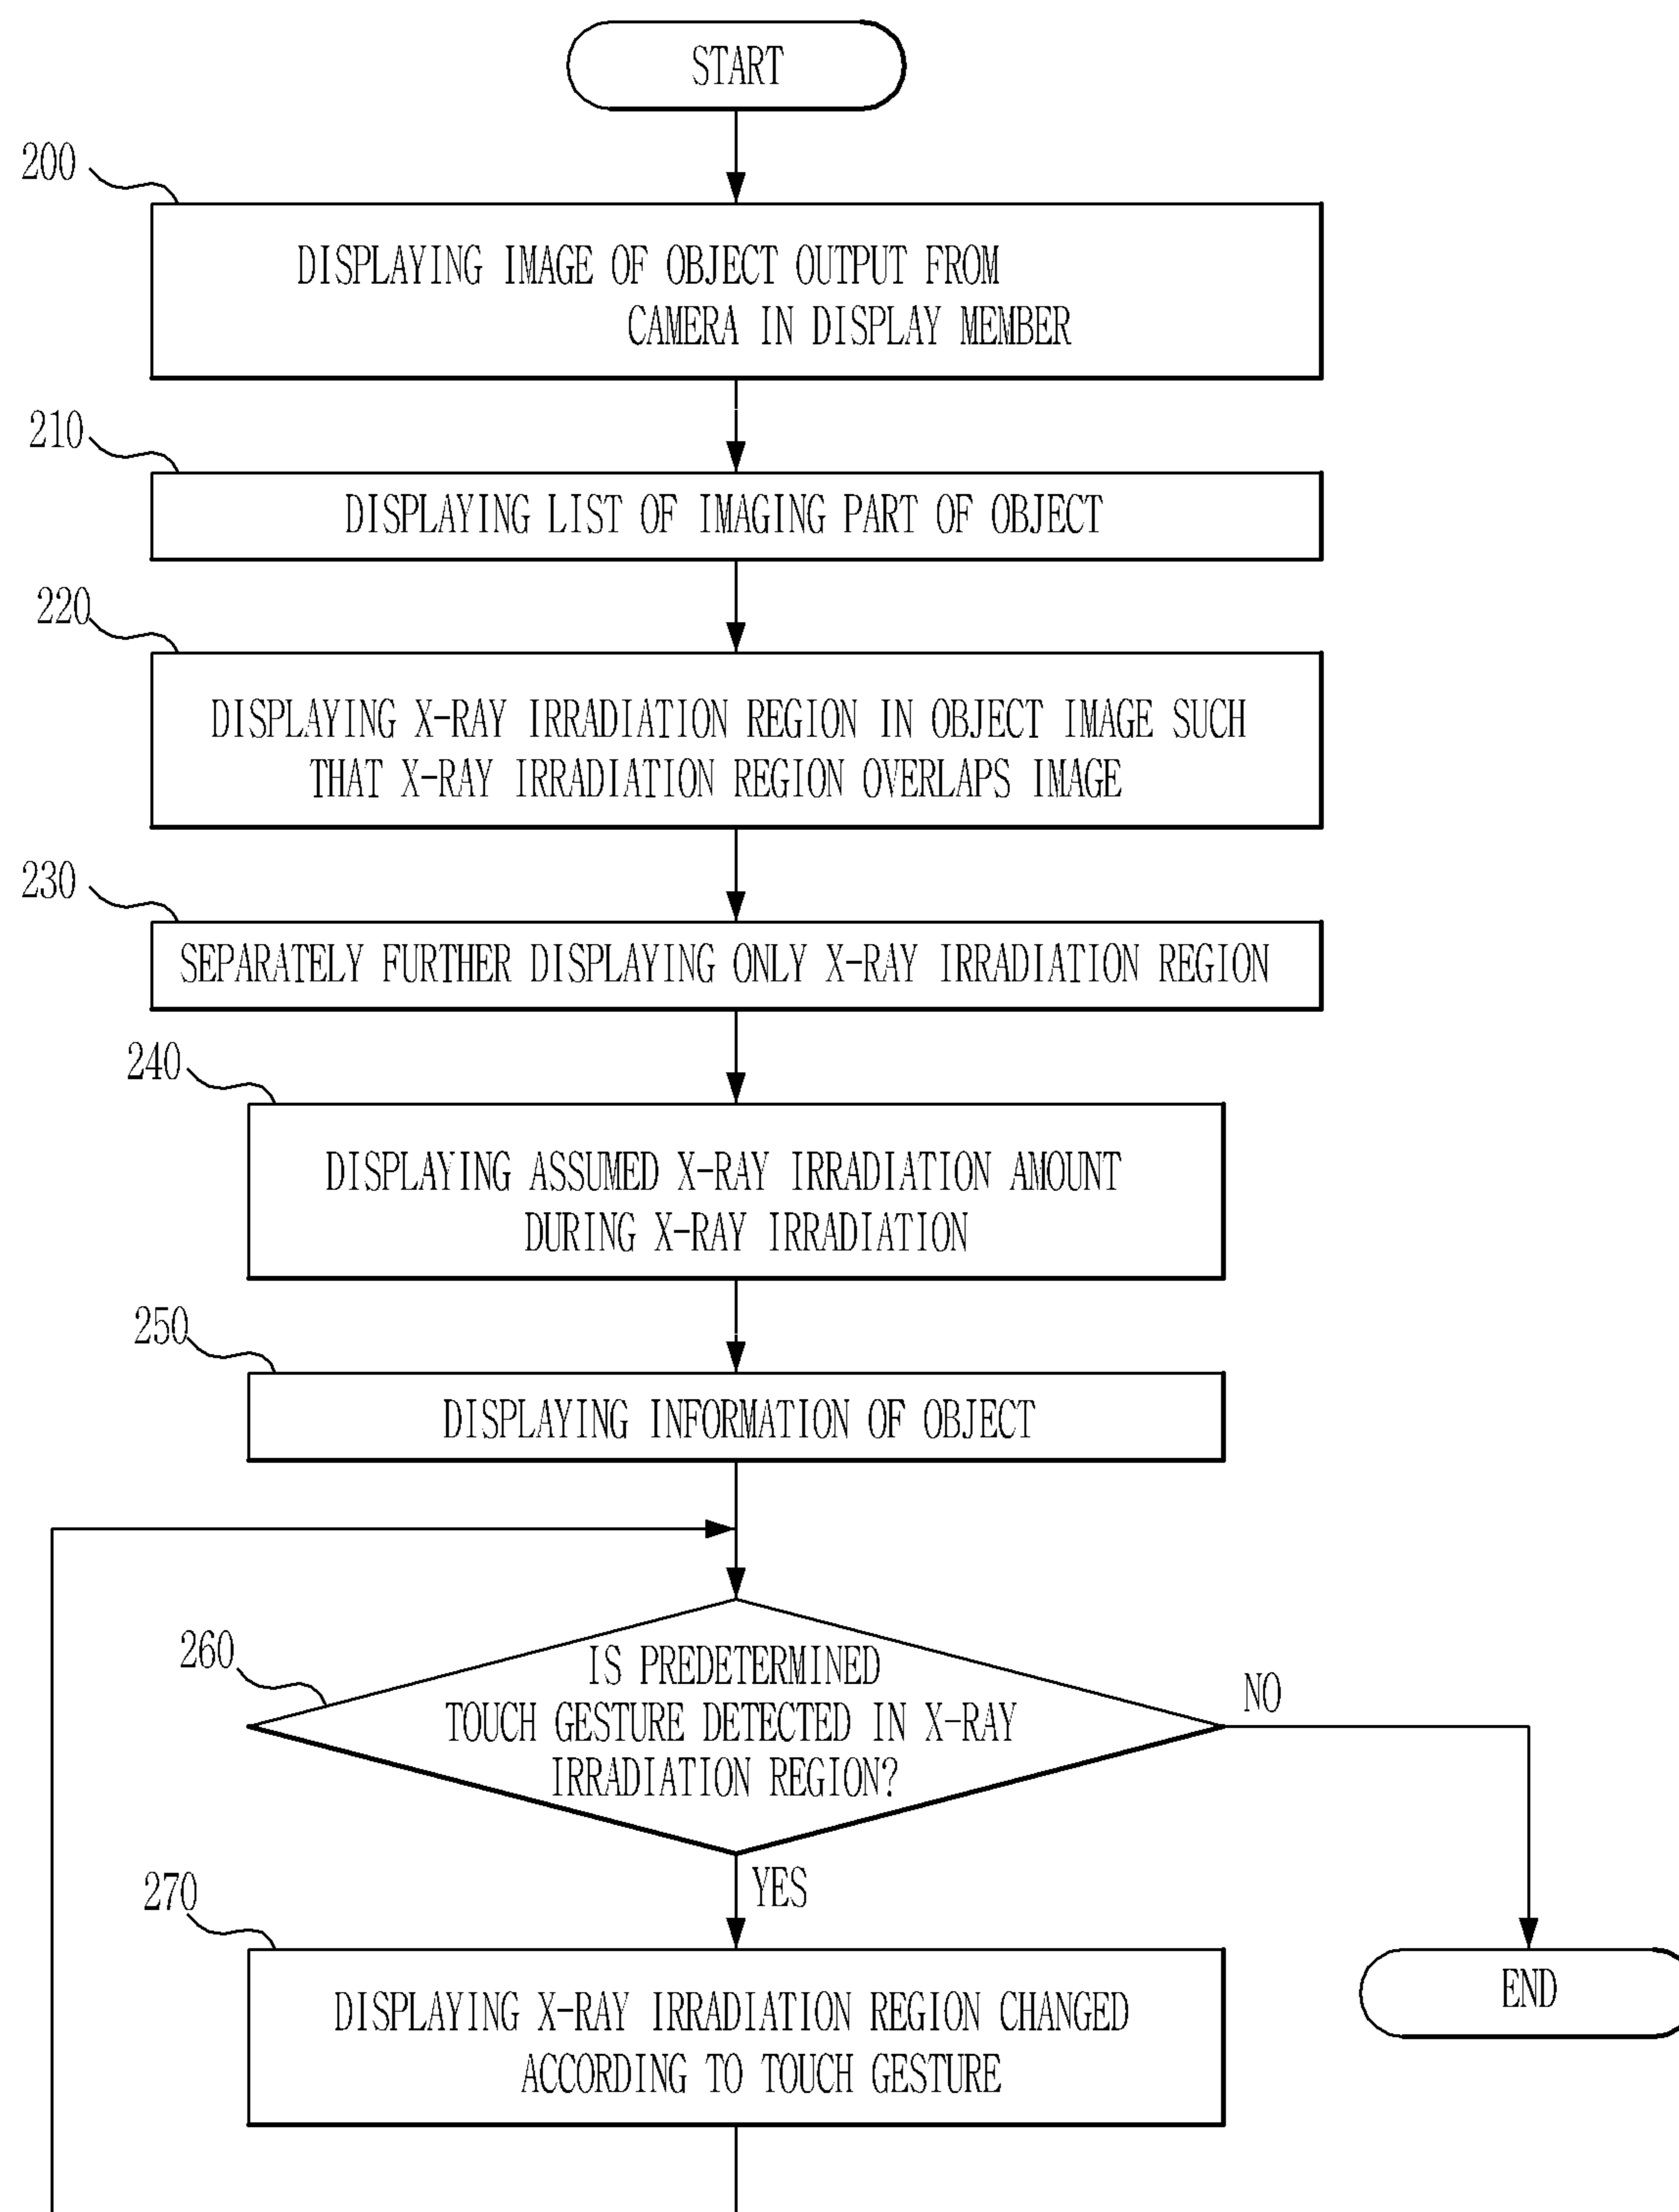 START
200
DISPLAYING IMAGE OF OBJECT OUTPUT FROM
CAMERA IN DISPLAY MEMBER
210
DISPLAYING LIST OF IMAGING PART OF OBJECT
220
DISPLAYING X-RAY IRRADIATION REGION IN OBJECT IMAGE SUCH
THAT X-RAY IRRADIATION REGION OVERLAPS IMAGE
230
SEPARATELY FURTHER DISPLAYING ONLY X-RAY IRRADIATION REGION
240
DISPLAYING ASSUMED X-RAY IRRADIATION AMOUNT
DURING X-RAY IRRADIATION
250
DISPLAYING INFORMATION OF OBJECT
260
IS PREDETERMINED
TOUCH GESTURE DETECTED IN X-RAY
IRRADIATION REGION?
NO
YES
270
DISPLAYING X-RAY IRRADIATION REGION CHANGED
ACCORDING TO TOUCH GESTURE
END